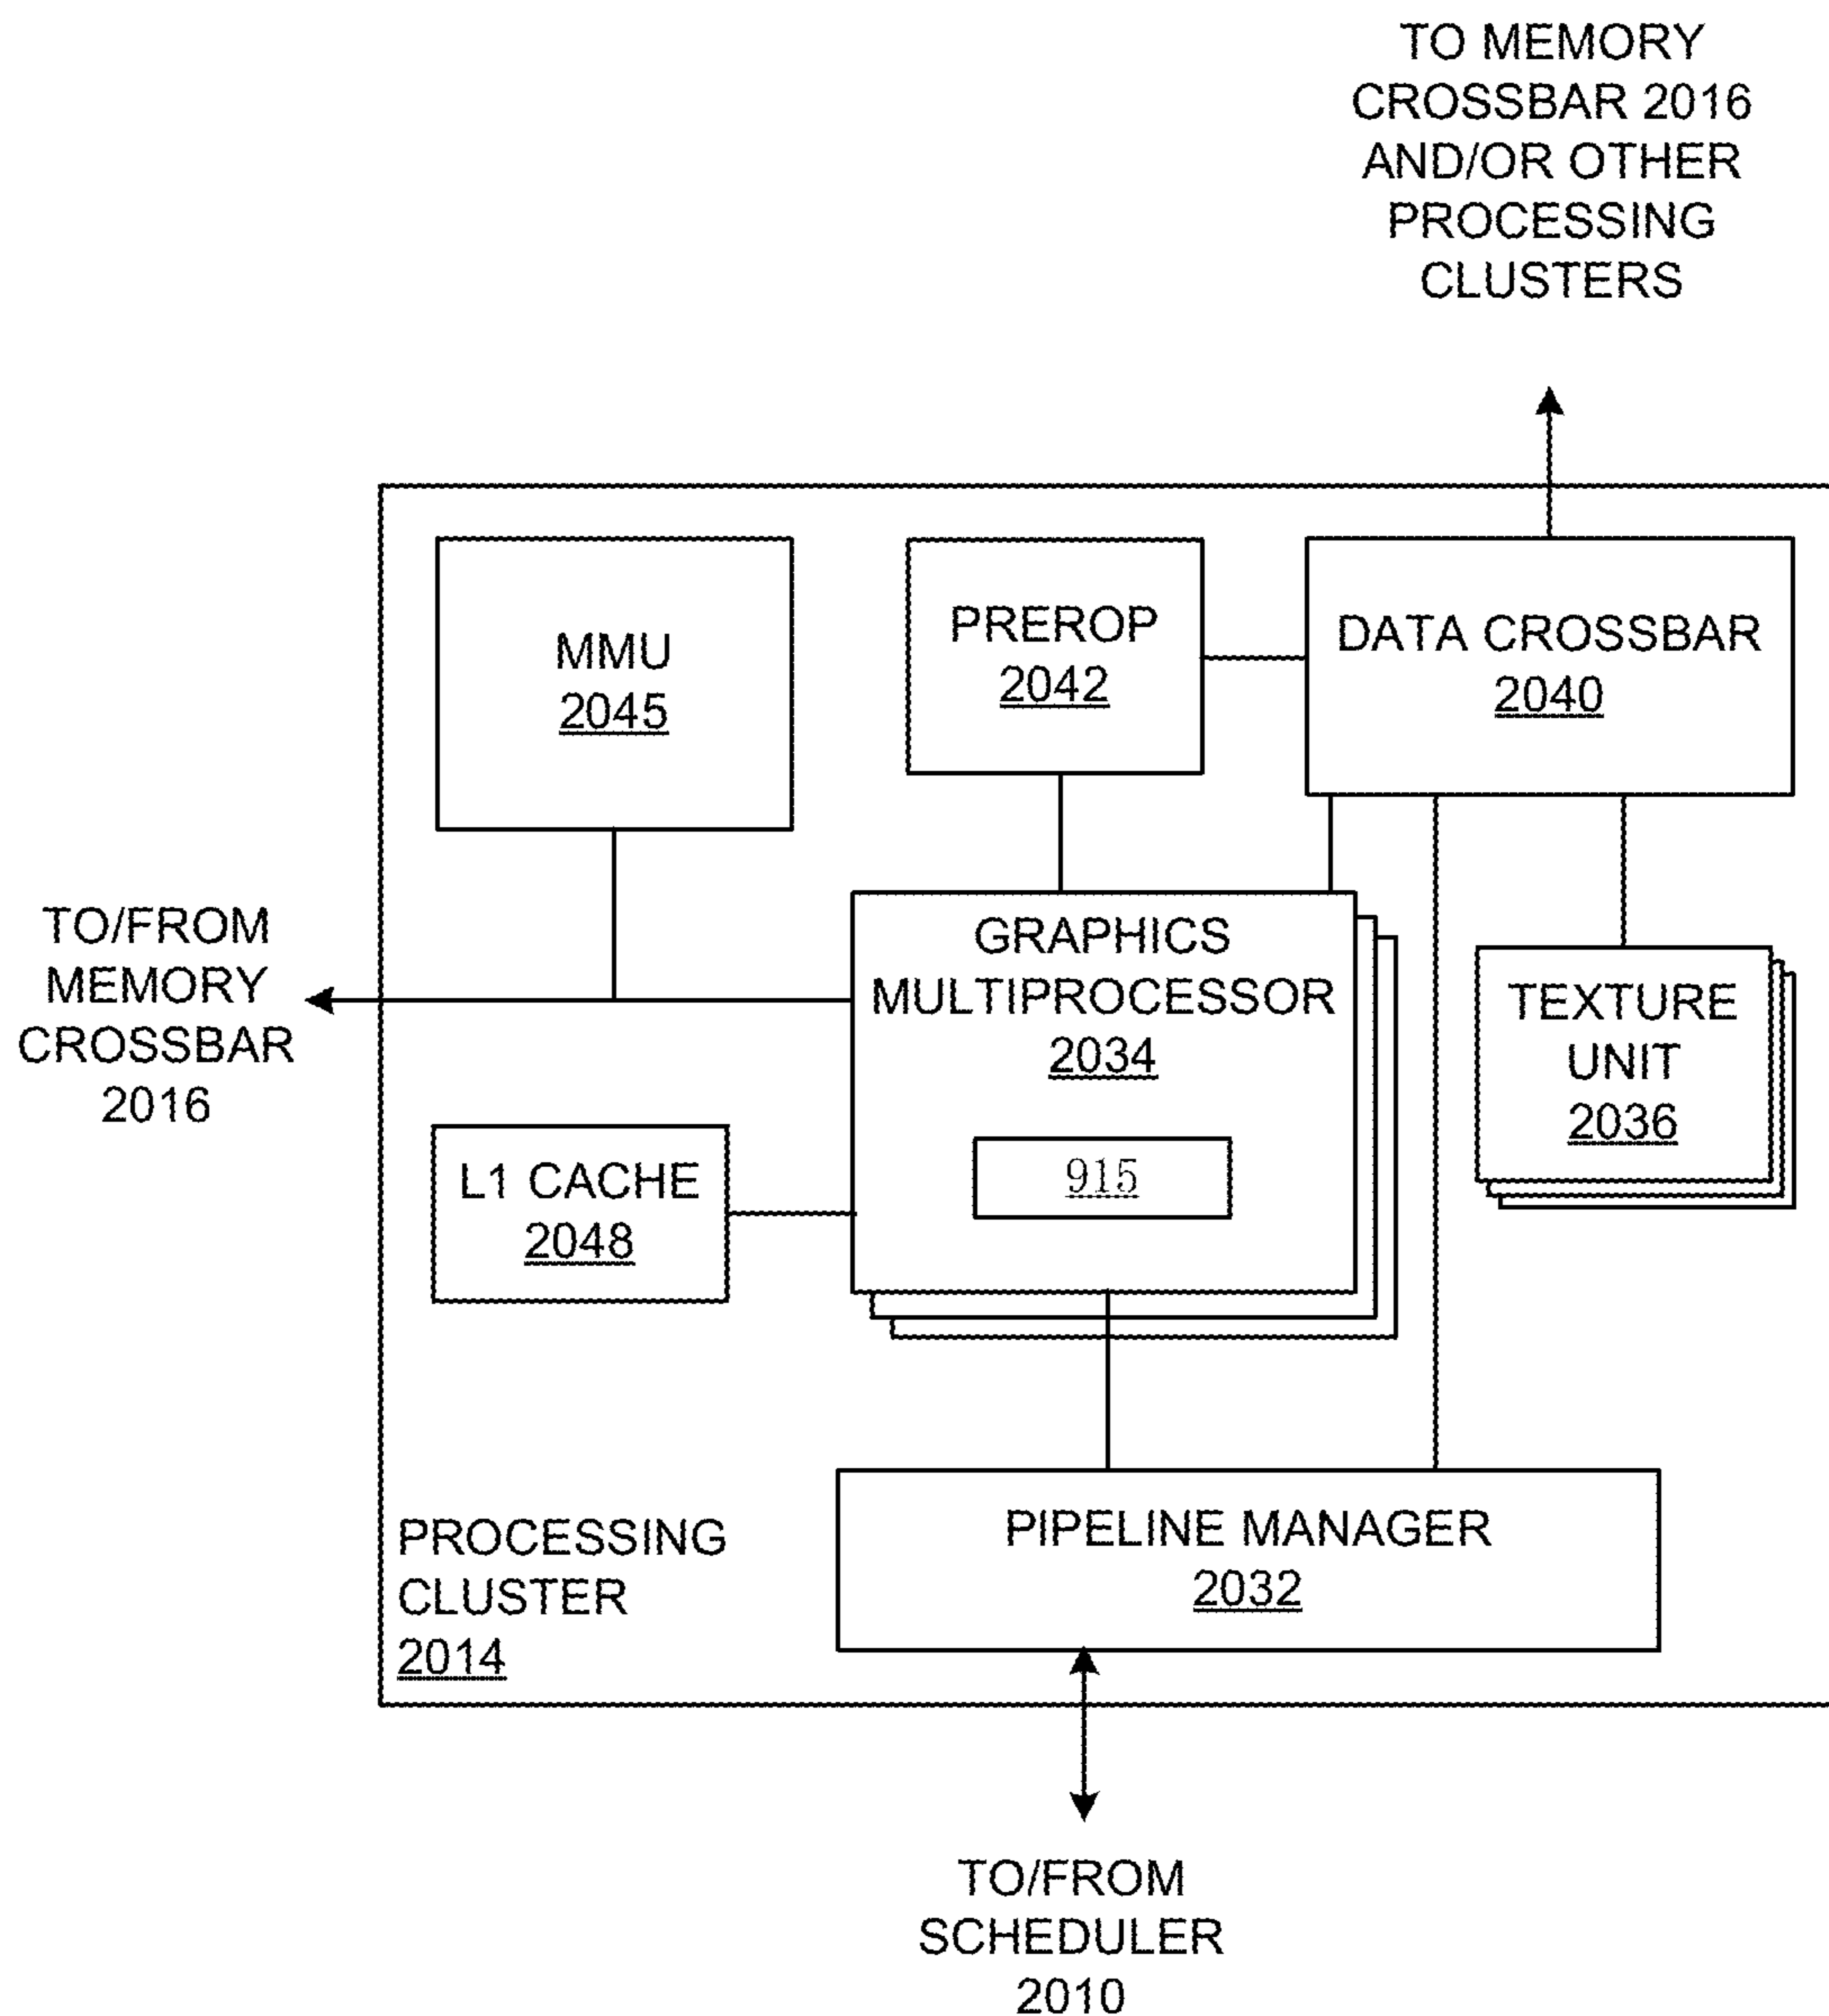 TO MEMORY
CROSSBAR 2016
AND/OR OTHER
PROCESSING
CLUSTERS
MMU
2045
PREROP
2042
DATA CROSSBAR
2040
TO/FROM
MEMORY
CROSSBAR
2016
GRAPHICS
MULTIPROCESSOR
2034
915
TEXTURE
UNIT
2036
L1 CACHE
2048
PROCESSING
CLUSTER
2014
PIPELINE MANAGER
2032
TO/FROM
SCHEDULER
2010